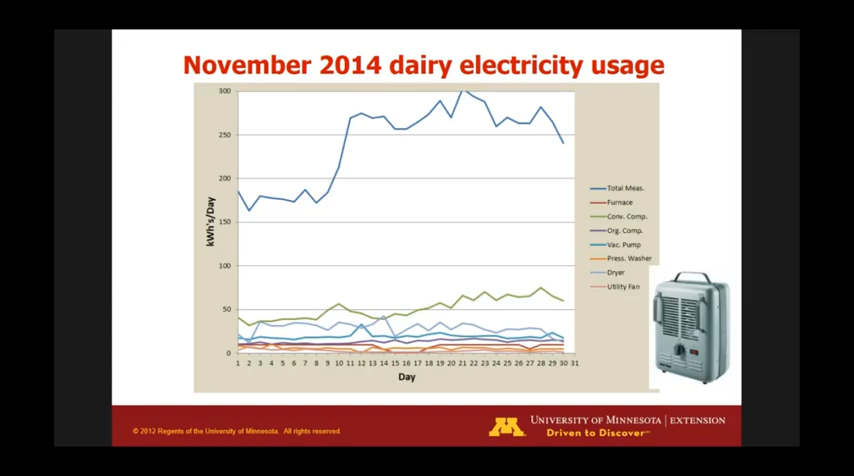 November 2014 dairy electricity usage
300
250
200
150
100
50
0
kWh's/Day
1 2 3 4 5 6 7 8 9 10 11 12 13 14 15 16 17 18 19 20 21 22 23 24 25 26 27 28 29 30 31
Day
Total Meas.
Furnace
Conv. Comp.
Org. Comp.
Vac. Pump
Press. Washer
Dryer
Utility Fan
© 2012 Regents of the University of Minnesota. All rights reserved.
UNIVERSITY OF MINNESOTA | EXTENSION
Driven to Discover℠